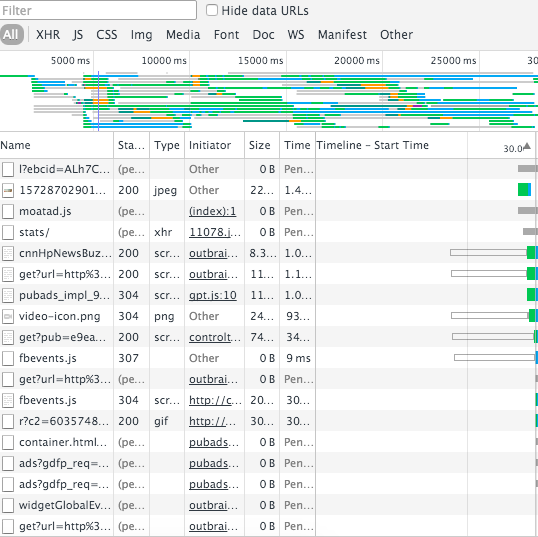 Filter Hide data URLs
All XHR JS CSS Img Media Font Doc WS Manifest Other
5000 ms 10000 ms 15000 ms 20000 ms 25000 ms 30
Name Sta... Type Initiator Size Time Timeline – Start Time 30.0
l?ebcid=ALh7C... (pe... Other 0 B Pen...
15728702901... 200 jpeg Other 22... 1.4...
moatad.js (pe... (index):1 0 B Pen...
stats/ (pe... xhr 11078.j... 0 B Pen...
cnnHpNewsBuz... 200 scr... outbrai... 8.3... 1.0...
get?url=http%3... 200 scr... outbrai... 11... 1.1...
pubads_impl_9... 304 scr... gpt.js:10 11... 1.0...
video-icon.png 304 png Other 24... 93...
get?pub=e9ea... 200 scr... controlt... 74... 34...
fbevents.js 307 Other 0 B 9 ms
get?url=http%3... (pe... outbrai... 0 B Pen...
fbevents.js 304 scr... http://c... 20... 30...
r?c2=6035748... 200 gif http://... 30... 30...
container.html... (pe... pubads... 0 B Pen...
ads?gdfp_req=... (pe... pubads... 0 B Pen...
ads?gdfp_req=... (pe... pubads... 0 B Pen...
widgetGlobalEv... (pe... outbrai... 0 B Pen...
get?url=http%3... (pe... outbrai... 0 B Pen...